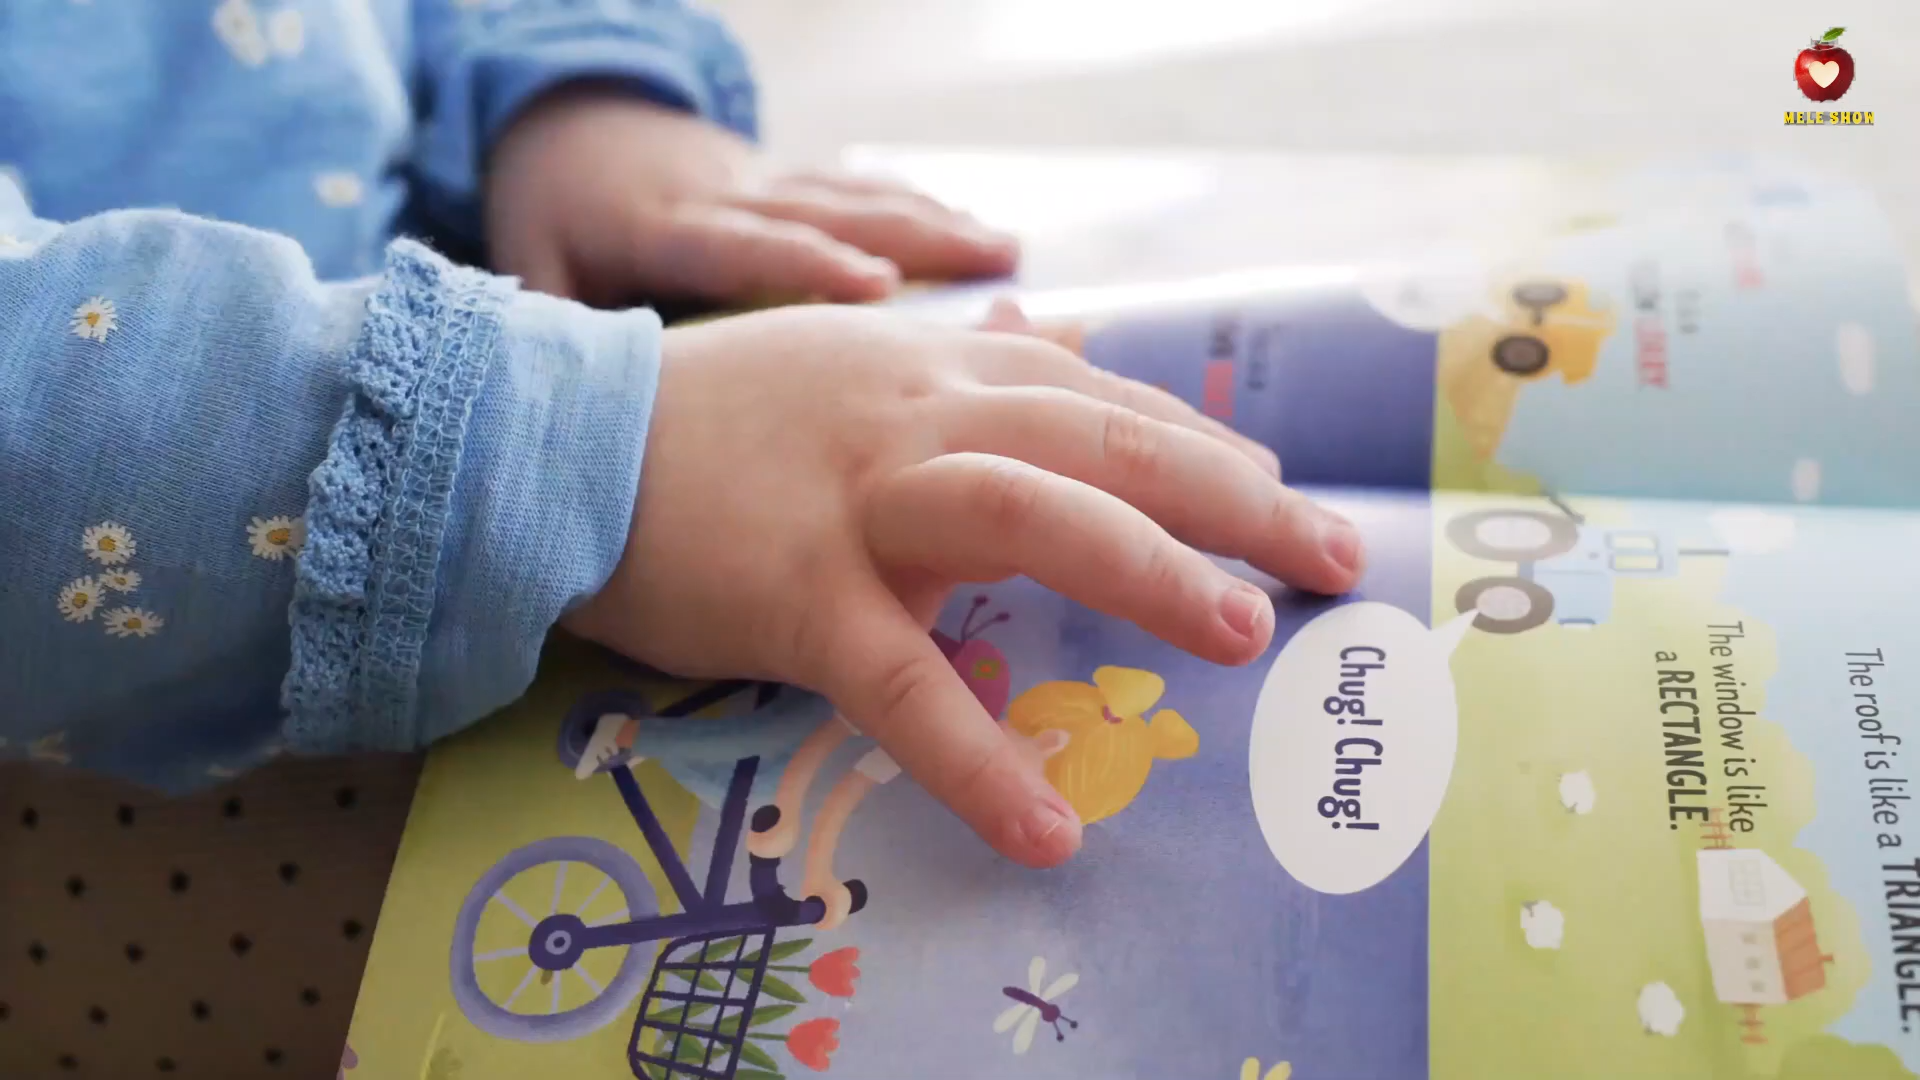 MELE SHOW
The roof is like a TRIANGLE.
The window is like
a RECTANGLE.
Chug! Chug!